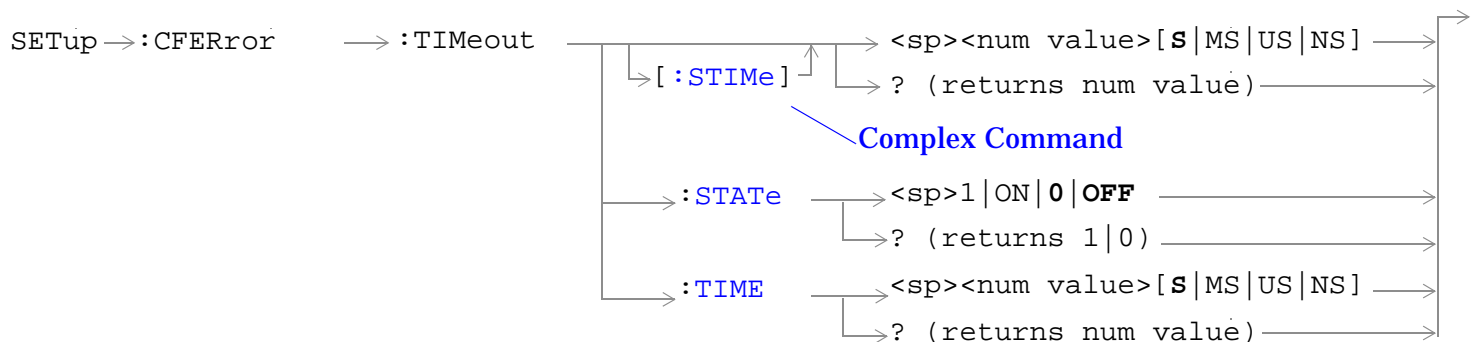 SETup :CFERror :TIMeout <sp><num value>[S|MS|US|NS]
[:STIMe] ? (returns num value)
Complex Command
:STATe <sp>1|ON|0|OFF
? (returns 1|0)
:TIME <sp><num value>[S|MS|US|NS]
? (returns num value)